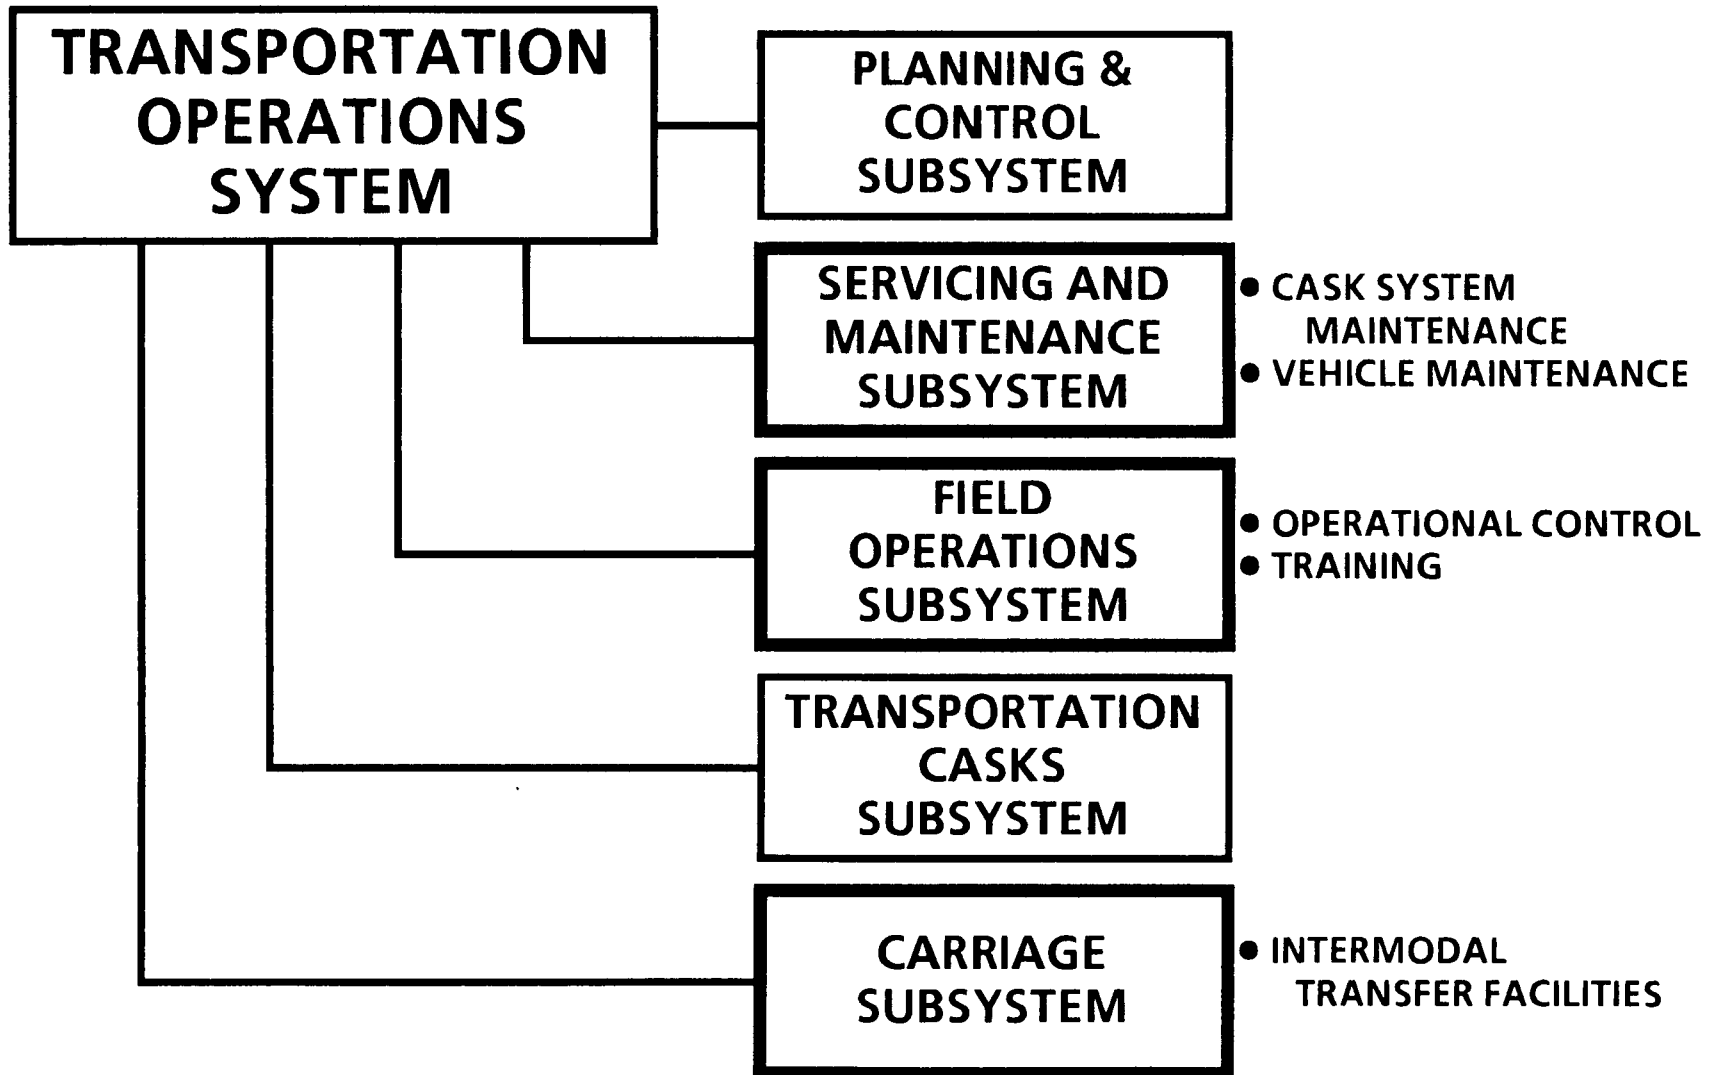 TRANSPORTATION
OPERATIONS
SYSTEM
PLANNING &
CONTROL
SUBSYSTEM
SERVICING AND
MAINTENANCE
SUBSYSTEM
● CASK SYSTEM
MAINTENANCE
● VEHICLE MAINTENANCE
FIELD
OPERATIONS
SUBSYSTEM
● OPERATIONAL CONTROL
● TRAINING
TRANSPORTATION
CASKS
SUBSYSTEM
CARRIAGE
SUBSYSTEM
● INTERMODAL
TRANSFER FACILITIES